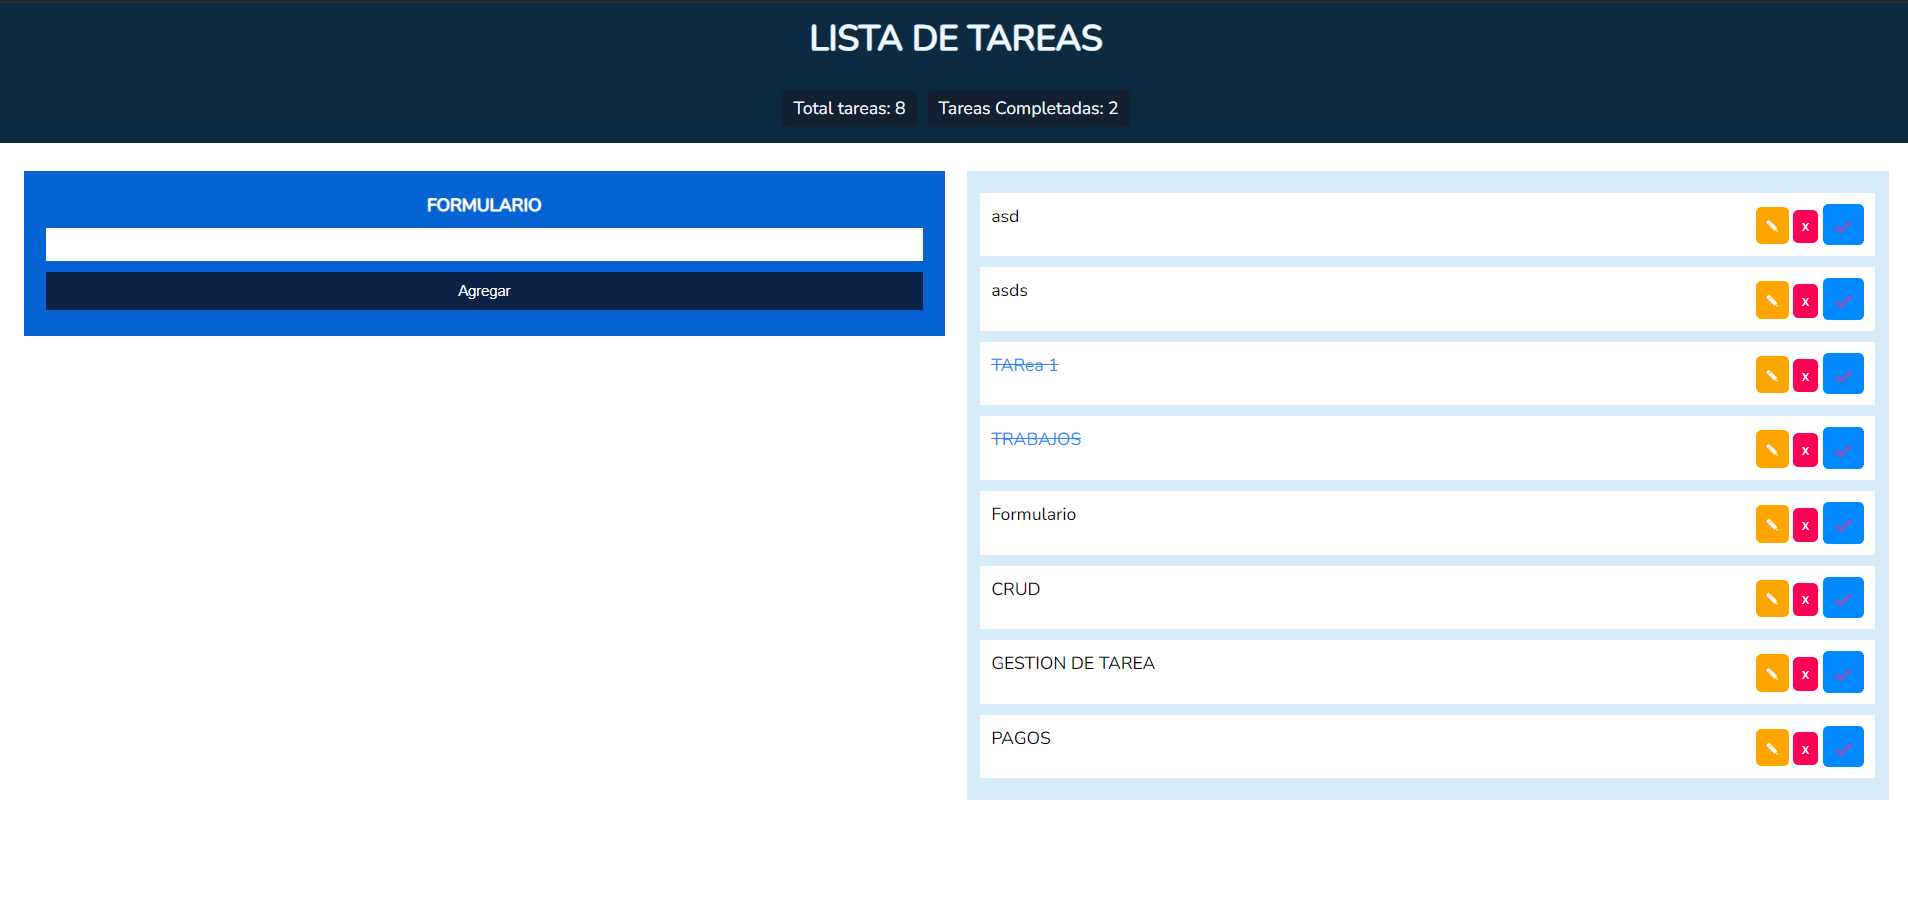 LISTA DE TAREAS
Total tareas: 8 Tareas Completadas: 2
FORMULARIO
Agregar
asd x
asds x
TARea 1 x
TRABAJOS x
Formulario x
CRUD x
GESTION DE TAREA x
PAGOS x